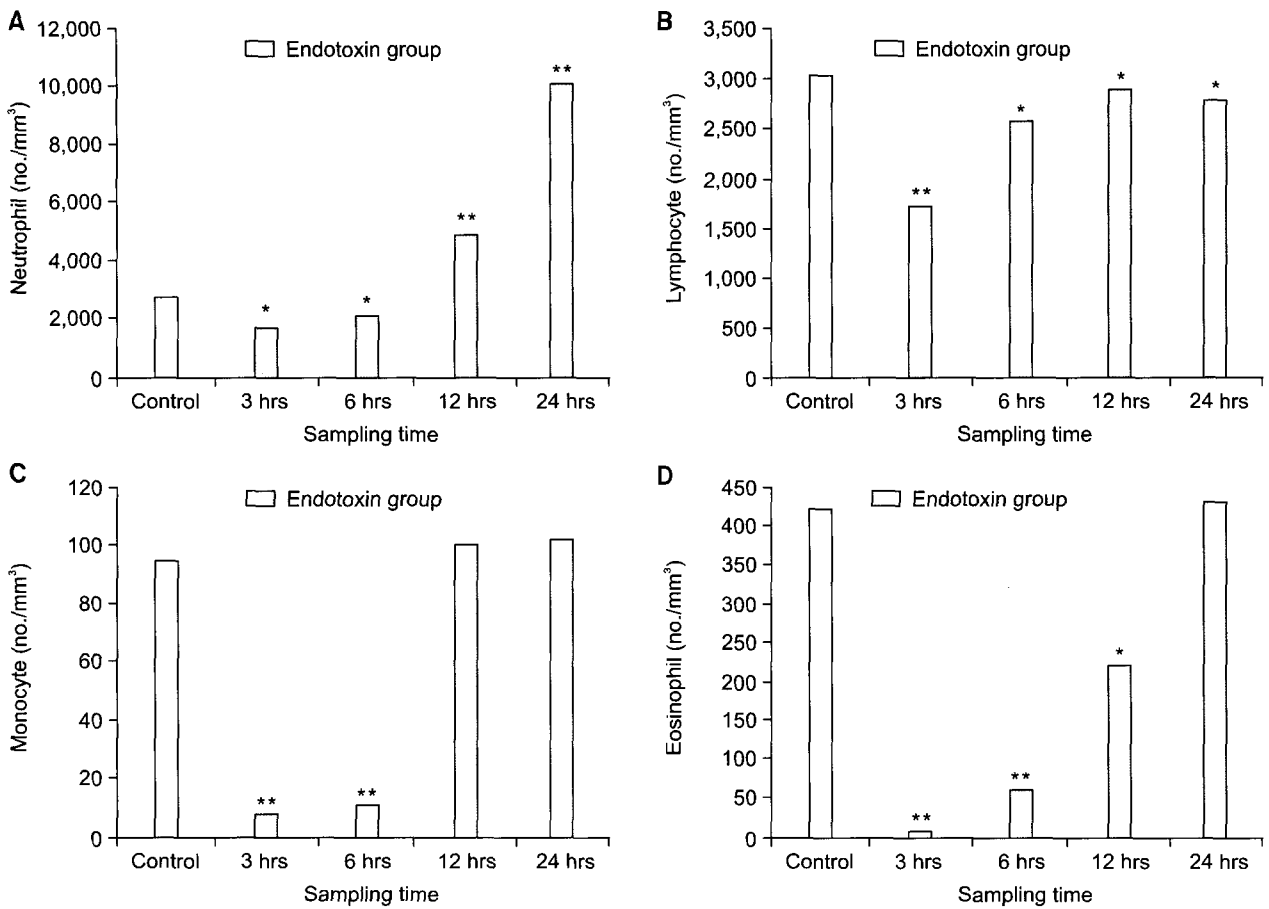 A
Neutrophil (no./mm³)
12,000
10,000
8,000
6,000
4,000
2,000
0
Endotoxin group
*
*
**
**
Control 3 hrs 6 hrs 12 hrs 24 hrs
Sampling time
B
Lymphocyte (no./mm³)
3,500
3,000
2,500
2,000
1,500
1,000
500
0
Endotoxin group
**
*
*
*
Control 3 hrs 6 hrs 12 hrs 24 hrs
Sampling time
C
Monocyte (no./mm³)
120
100
80
60
40
20
0
Endotoxin group
**
**
Control 3 hrs 6 hrs 12 hrs 24 hrs
Sampling time
D
Eosinophil (no./mm³)
450
400
350
300
250
200
150
100
50
0
Endotoxin group
**
**
*
Control 3 hrs 6 hrs 12 hrs 24 hrs
Sampling time